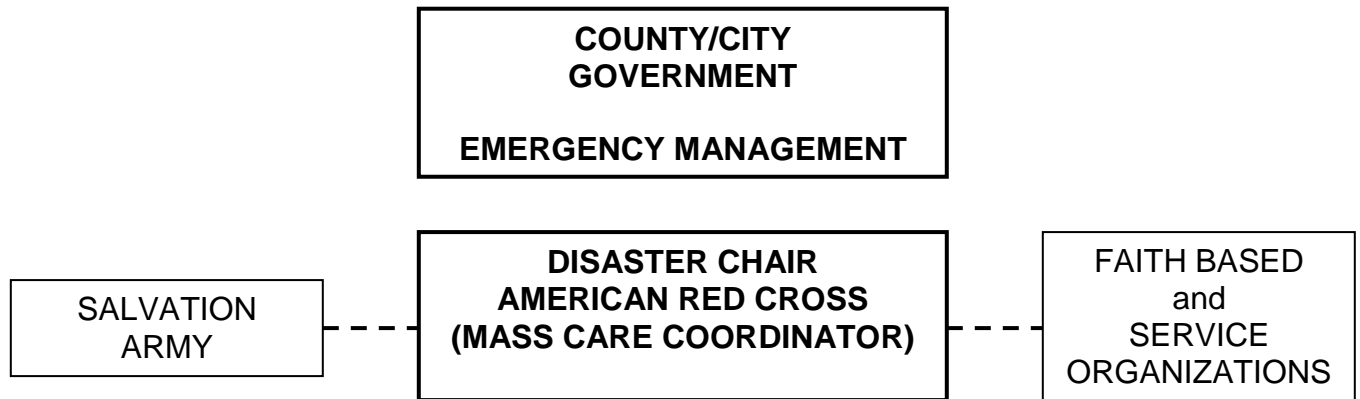 COUNTY/CITY
GOVERNMENT
EMERGENCY MANAGEMENT
SALVATION
ARMY
DISASTER CHAIR
AMERICAN RED CROSS
(MASS CARE COORDINATOR)
FAITH BASED
and
SERVICE
ORGANIZATIONS